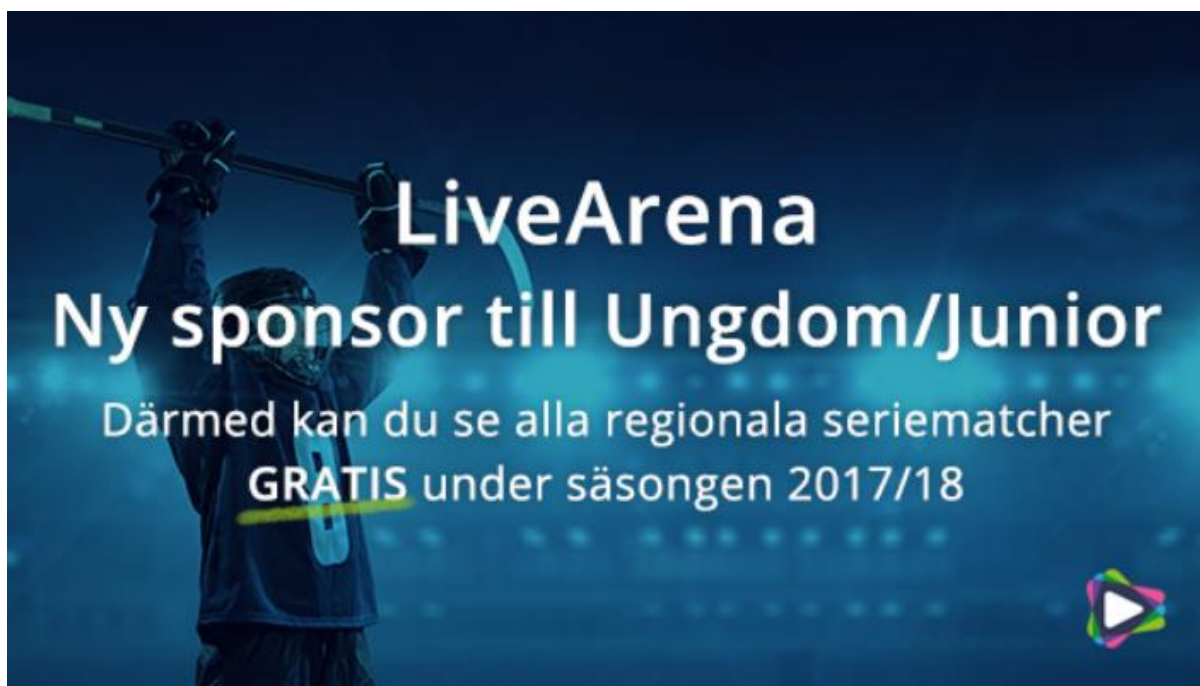 LiveArena
Ny sponsor till Ungdom/Junior
Därmed kan du se alla regionala seriematcher
GRATIS under säsongen 2017/18